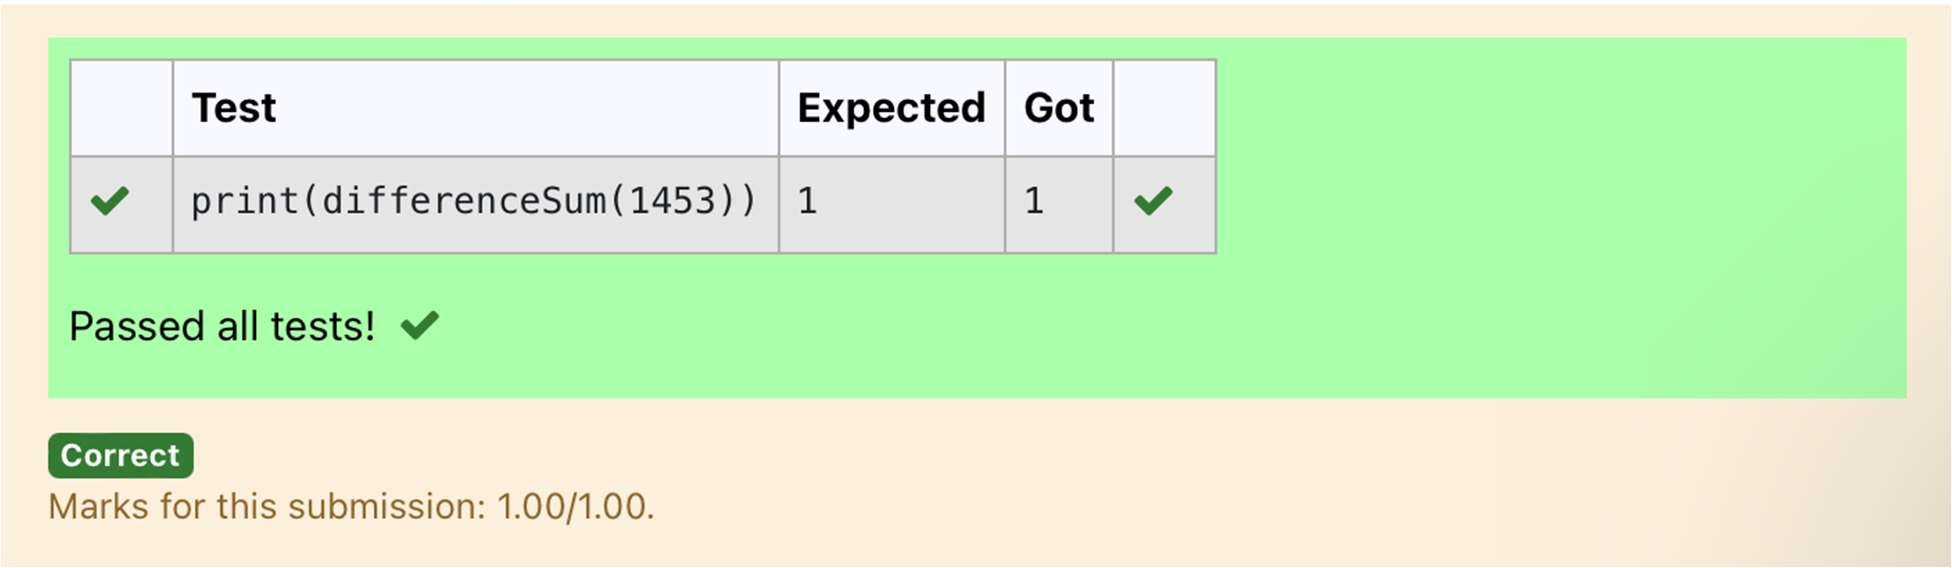 Test Expected Got
print(differenceSum(1453)) 1 1
Passed all tests!
Correct
Marks for this submission: 1.00/1.00.